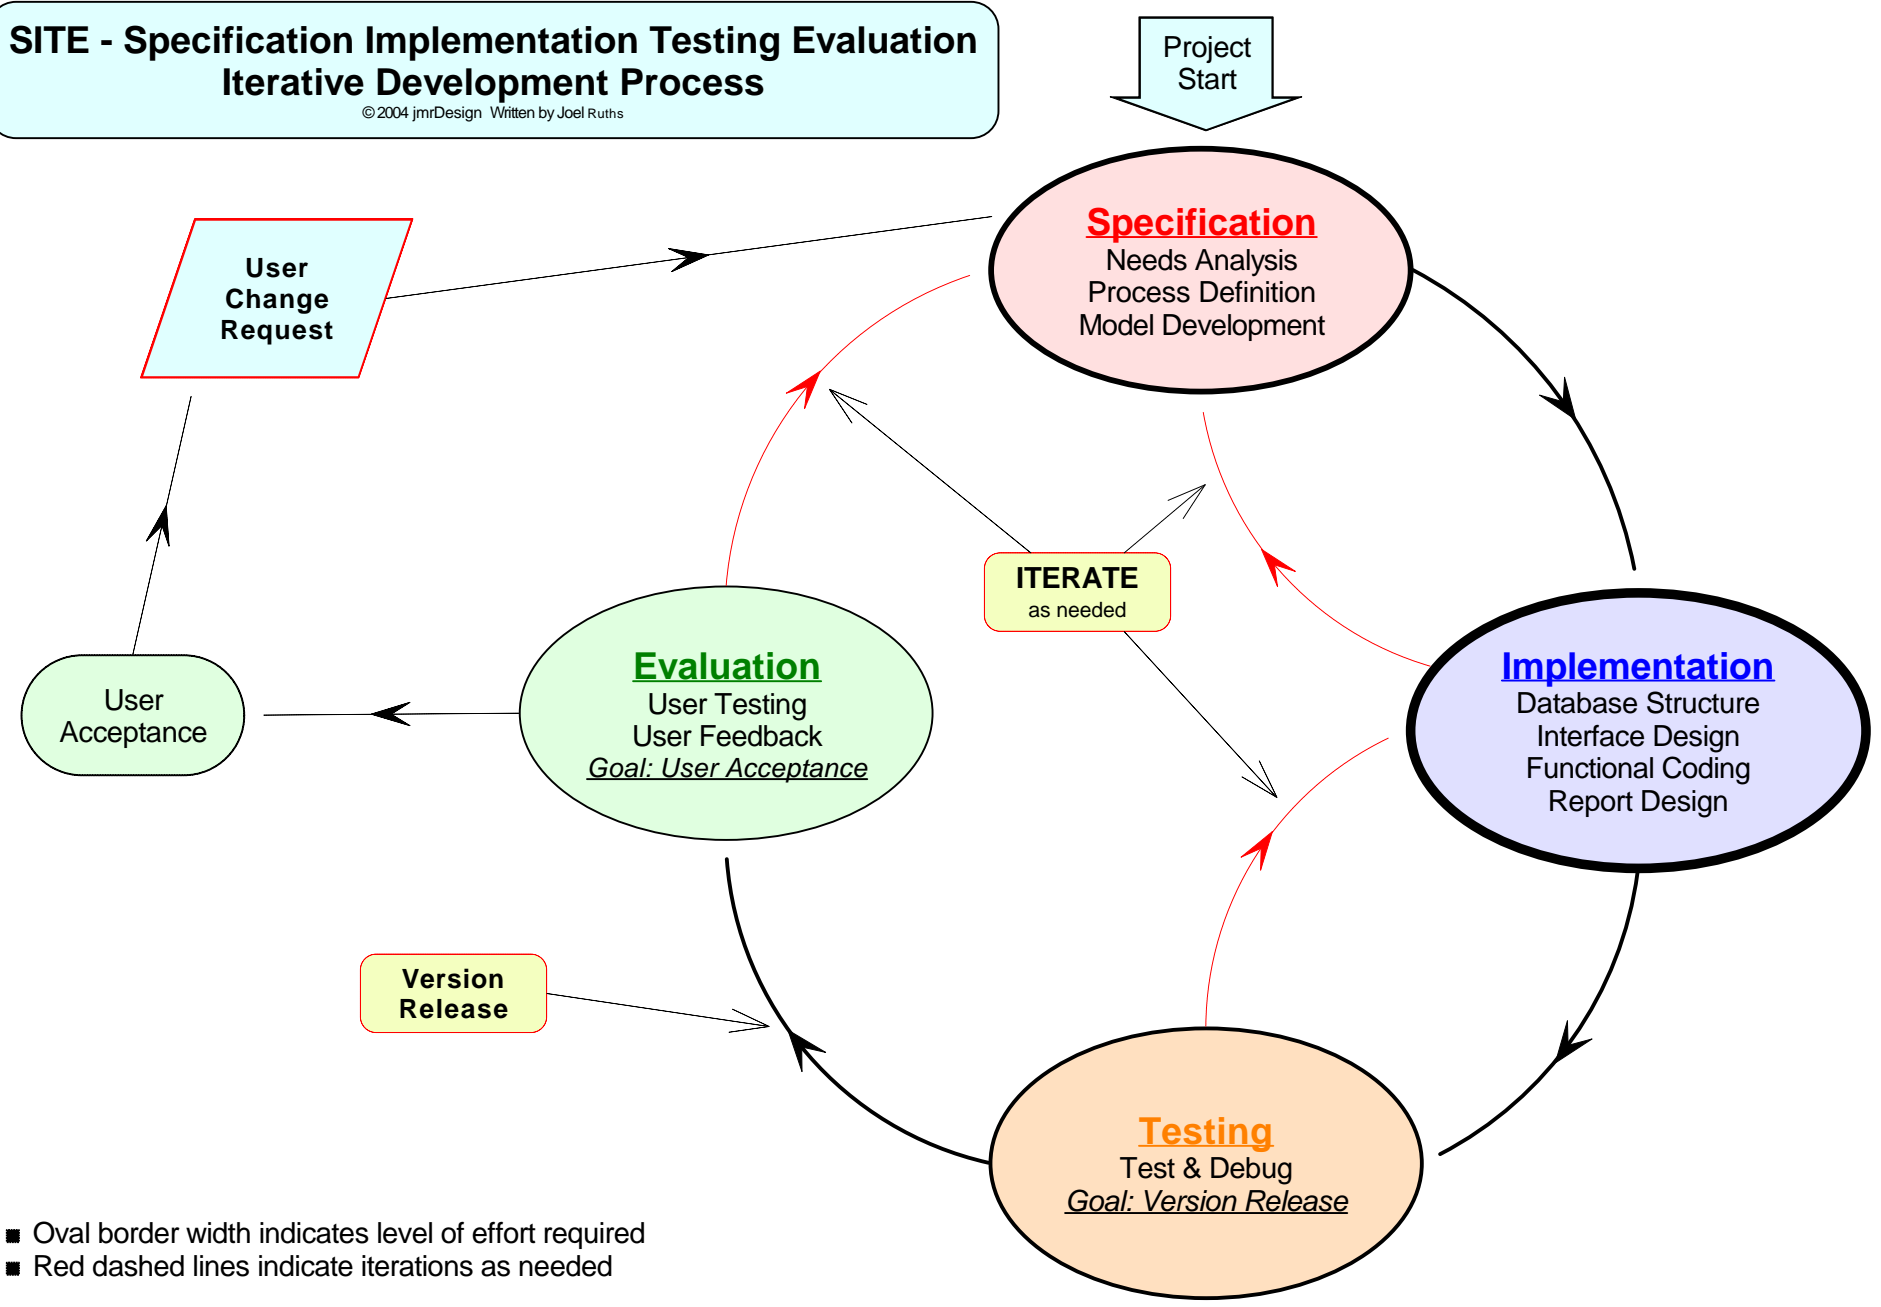 SITE - Specification Implementation Testing Evaluation
Iterative Development Process
© 2004 jmrDesign Written by Joel Ruths
Project
Start
Specification
Needs Analysis
Process Definition
Model Development
User
Change
Request
ITERATE
as needed
Evaluation
User Testing
User Feedback
Goal: User Acceptance
Implementation
Database Structure
Interface Design
Functional Coding
Report Design
User
Acceptance
Version
Release
Testing
Test & Debug
Goal: Version Release
Oval border width indicates level of effort required
Red dashed lines indicate iterations as needed